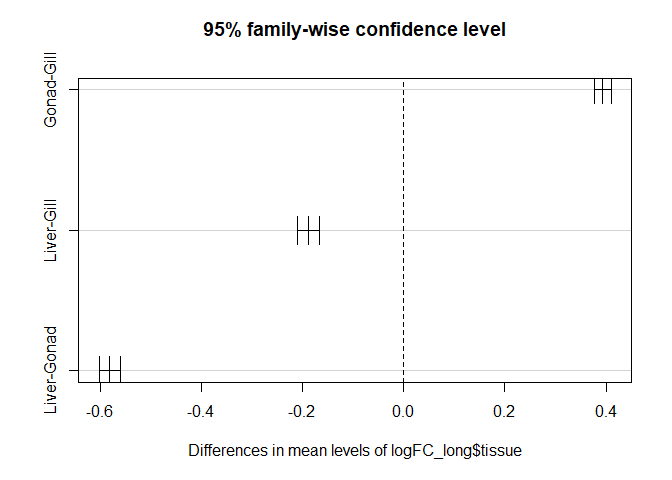 95% family-wise confidence level
Gonad-Gill
Liver-Gill
Liver-Gonad
-0.6 -0.4 -0.2 0.0 0.2 0.4
Differences in mean levels of logFC_long$tissue